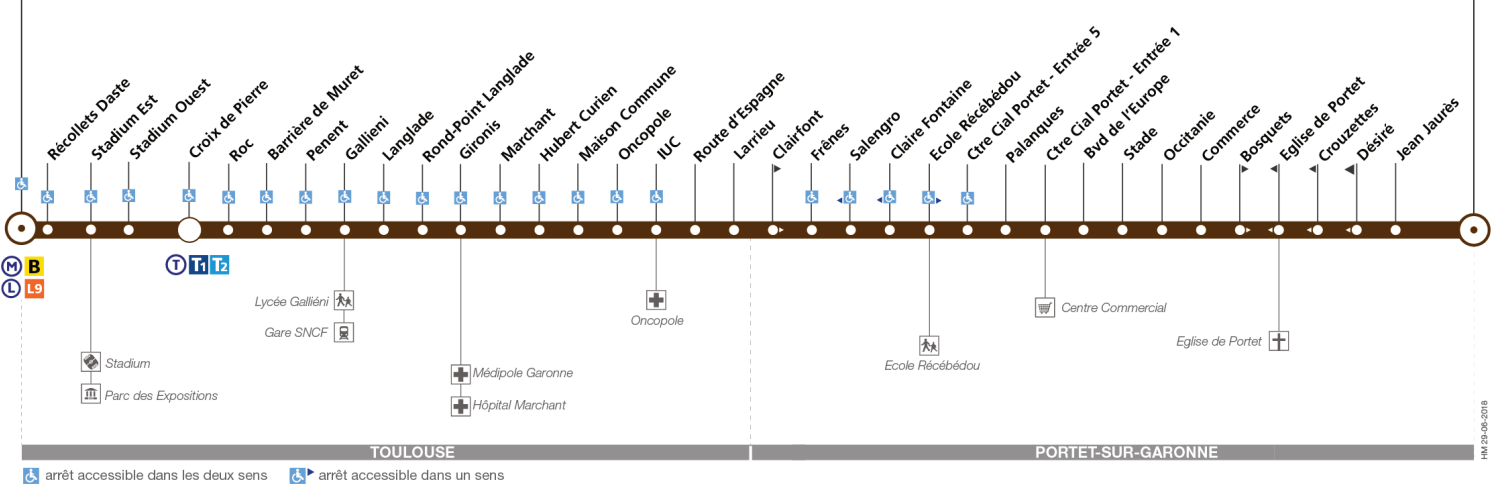 Récollets Daste
Stadium Est
Stadium Ouest
Croix de Pierre
Roc
Barrière de Muret
Penent
Gallieni
Langlade
Rond-Point Langlade
Gironis
Marchant
Hubert Curien
Maison Commune
Oncopole
IUC
Route d'Espagne
Larrieu
Clairfont
Frênes
Salengro
Claire Fontaine
Ecole Récébédou
Ctre Cial Portet - Entrée 5
Palanques
Ctre Cial Portet - Entrée 1
Bvd de l'Europe
Stade
Occitanie
Commerce
Bosquets
Eglise de Portet
Crouzettes
Désiré
Jean Jaurès
M B
L L9
T T1 T2
Lycée Galliéni
Gare SNCF
Stadium
Parc des Expositions
Médipole Garonne
Hôpital Marchant
Oncopole
Ecole Récébédou
Centre Commercial
Eglise de Portet
TOULOUSE
PORTET-SUR-GARONNE
arrêt accessible dans les deux sens
arrêt accessible dans un sens
HM 29-06-2018